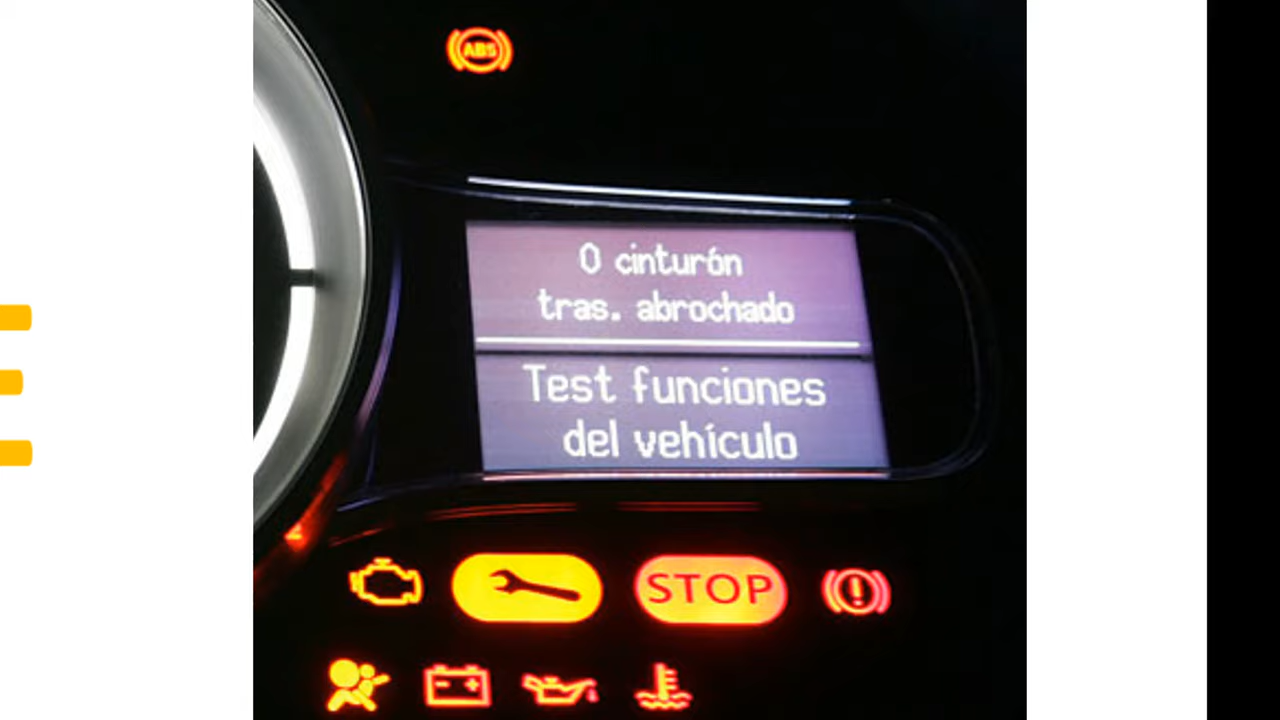 ABS
0 cinturón
tras. abrochado
Test funciones
del vehículo
STOP